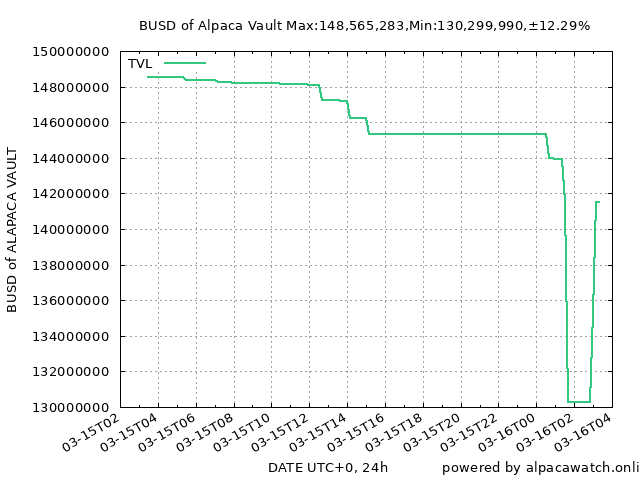 BUSD of Alpaca Vault Max:148,565,283,Min:130,299,990,±12.29%
TVL
150000000
148000000
146000000
144000000
142000000
140000000
138000000
136000000
134000000
132000000
130000000
BUSD of ALAPACA VAULT
03-15T02
03-15T04
03-15T06
03-15T08
03-15T10
03-15T12
03-15T14
03-15T16
03-15T18
03-15T20
03-15T22
03-16T00
03-16T02
03-16T04
DATE UTC+0, 24h
powered by alpacawatch.onli